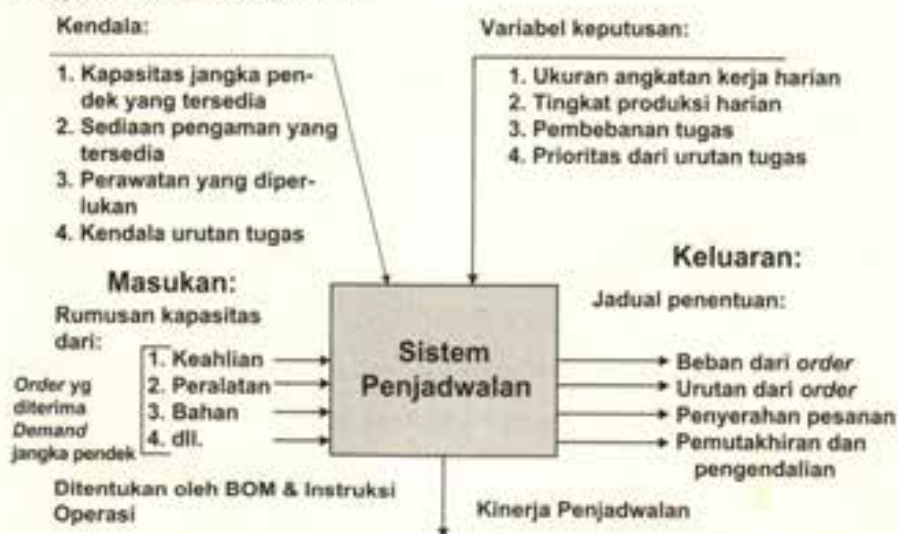 Kendala:
1. Kapasitas jangka pen-
dek yang tersedia
2. Sediaan pengaman yang
tersedia
3. Perawatan yang diper-
lukan
4. Kendala urutan tugas
Variabel keputusan:
1. Ukuran angkatan kerja harian
2. Tingkat produksi harian
3. Pembebanan tugas
4. Prioritas dari urutan tugas
Masukan:
Rumusan kapasitas
dari:
1. Keahlian
2. Peralatan
3. Bahan
4. dll.
Order yg
diterima
Demand
jangka pendek
Ditentukan oleh BOM & Instruksi
Operasi
Sistem
Penjadwalan
Keluaran:
Jadual penentuan:
Beban dari order
Urutan dari order
Penyerahan pesanan
Pemutakhiran dan
pengendalian
Kinerja Penjadwalan